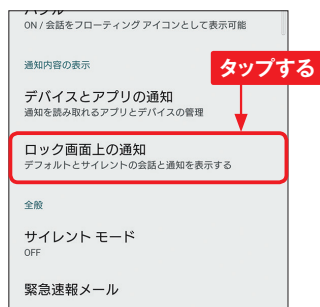 バブル
ON / 会話をフローティング アイコンとして表示可能
通知内容の表示
タップする
デバイスとアプリの通知
通知を読み取れるアプリとデバイスの管理
ロック画面上の通知
デフォルトとサイレントの会話と通知を表示する
全般
サイレント モード
OFF
緊急速報メール